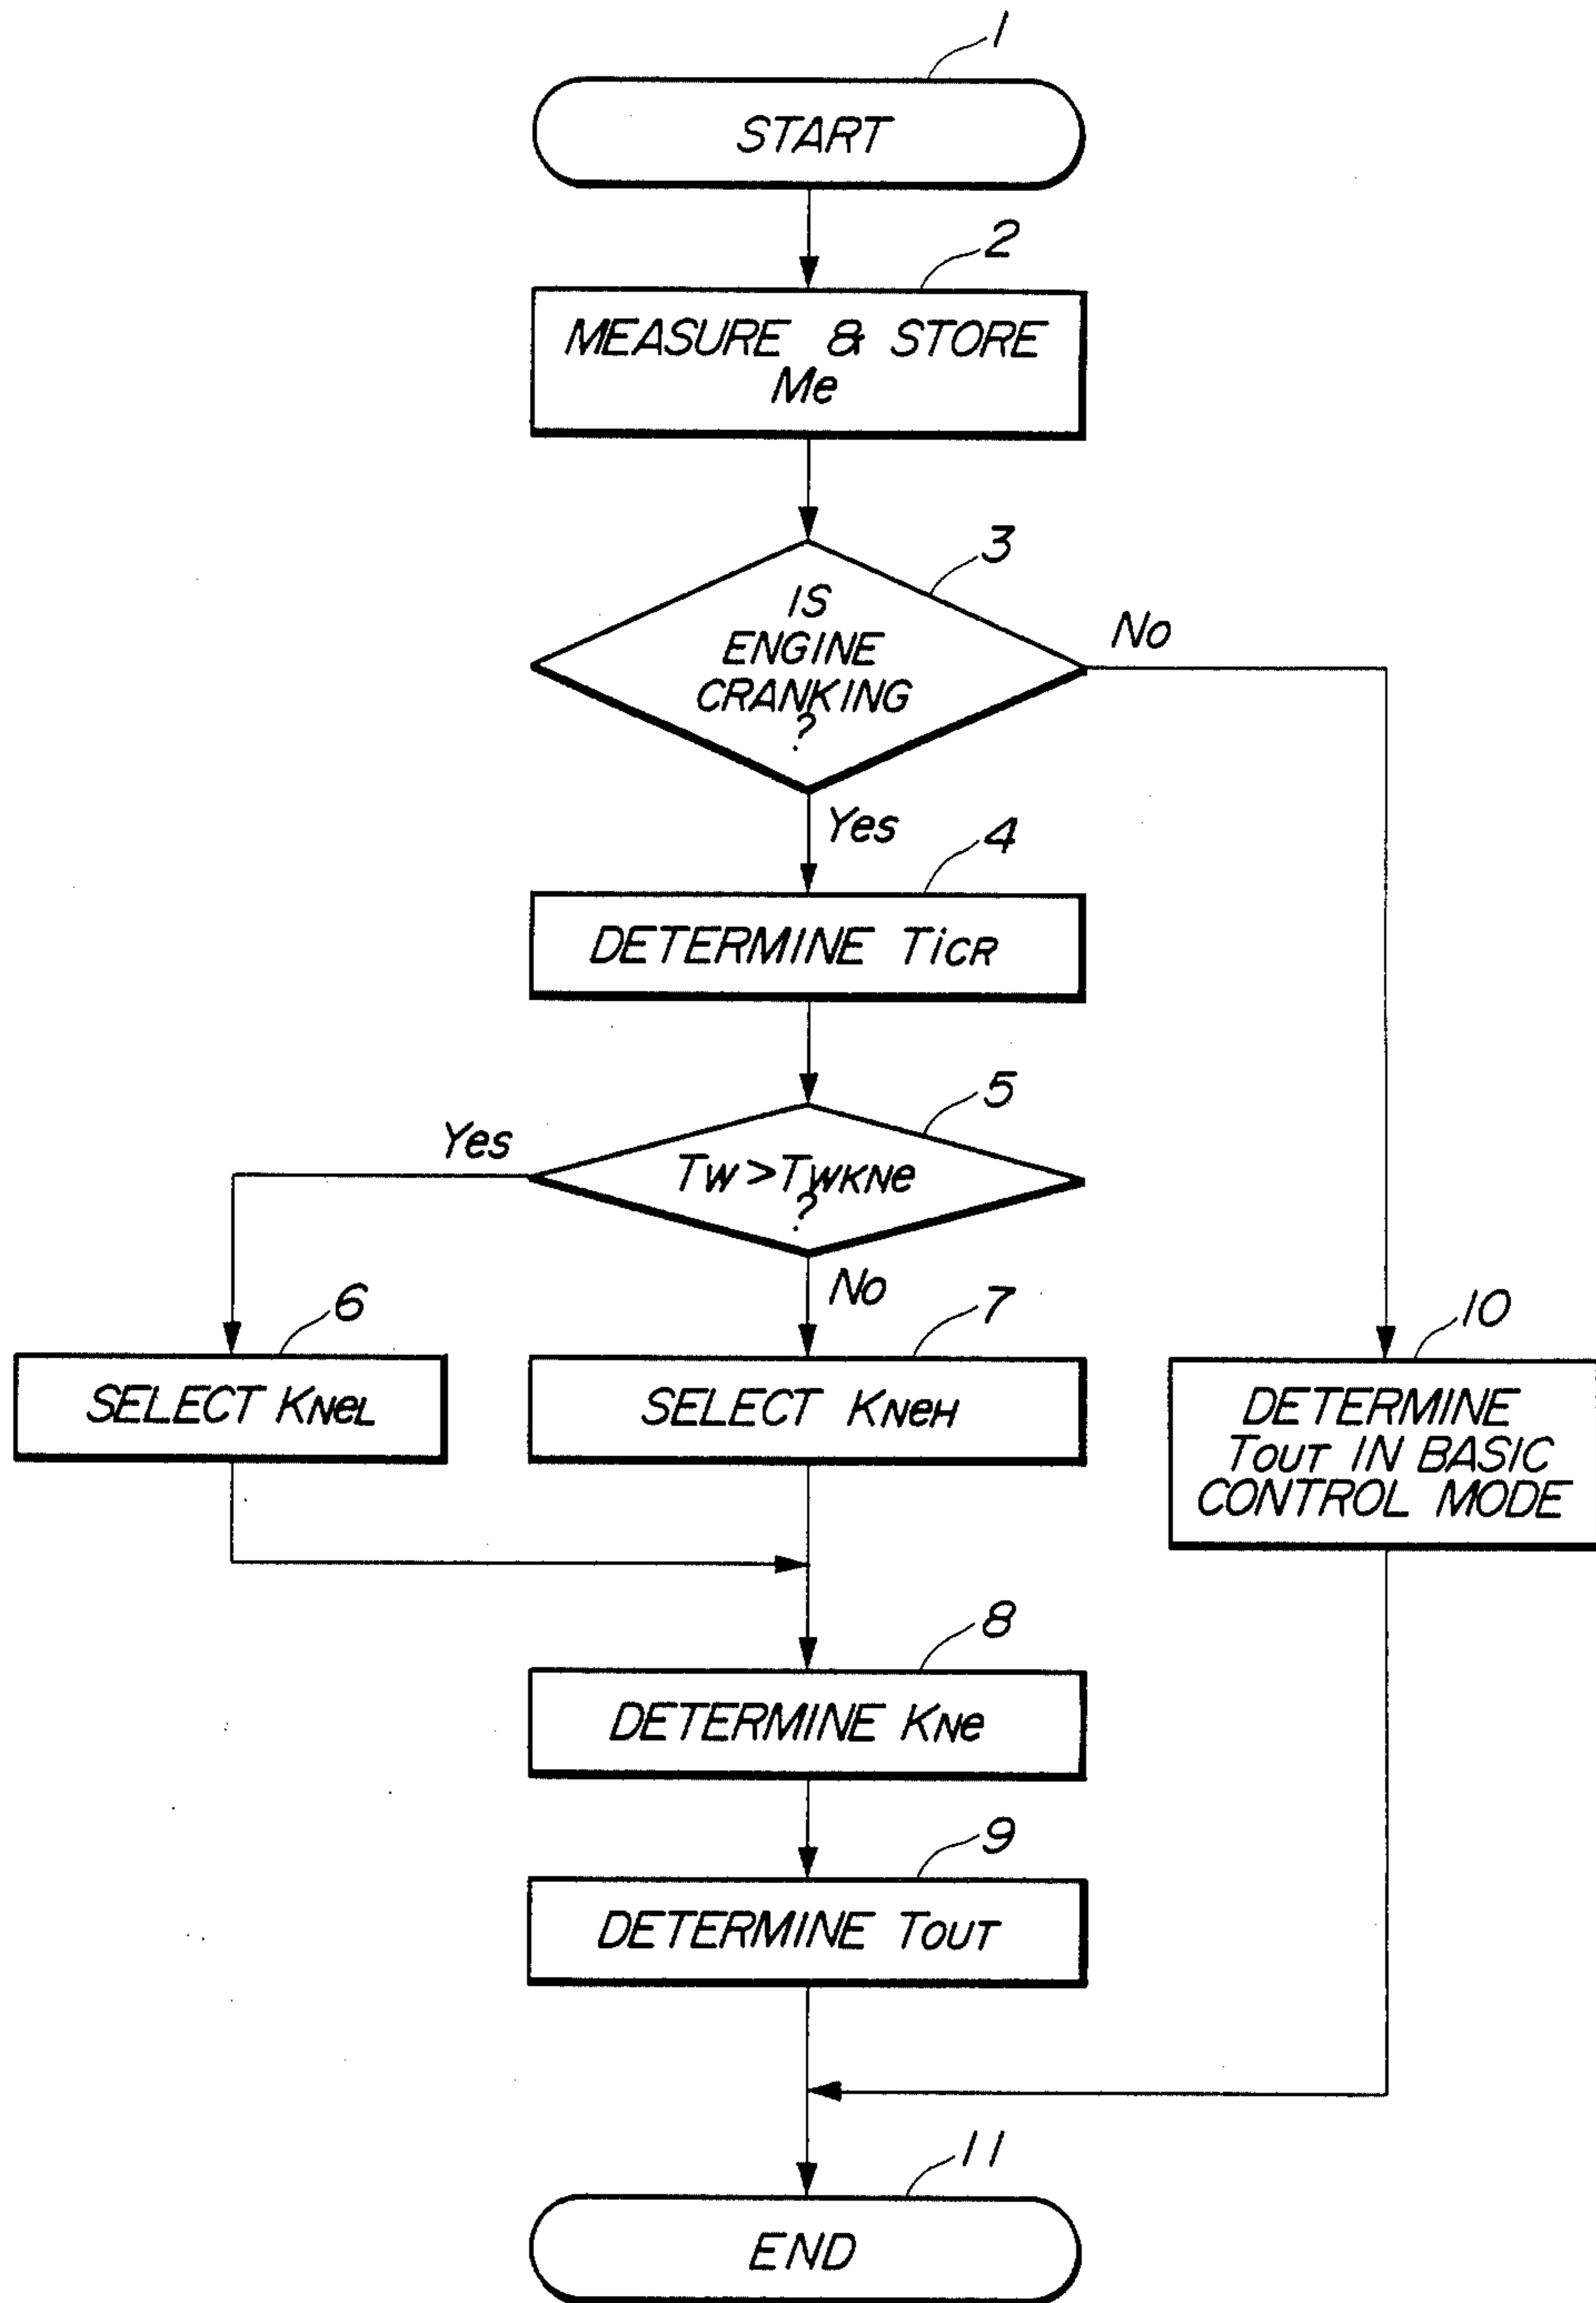 1
START
2
MEASURE & STORE
Me
3
IS
ENGINE
CRANKING
?
No
Yes
4
DETERMINE TiCR
5
Yes
TW>TWKNe
?
No
6
SELECT KNeL
7
SELECT KNeH
10
DETERMINE
TOUT IN BASIC
CONTROL MODE
8
DETERMINE KNe
9
DETERMINE TOUT
11
END